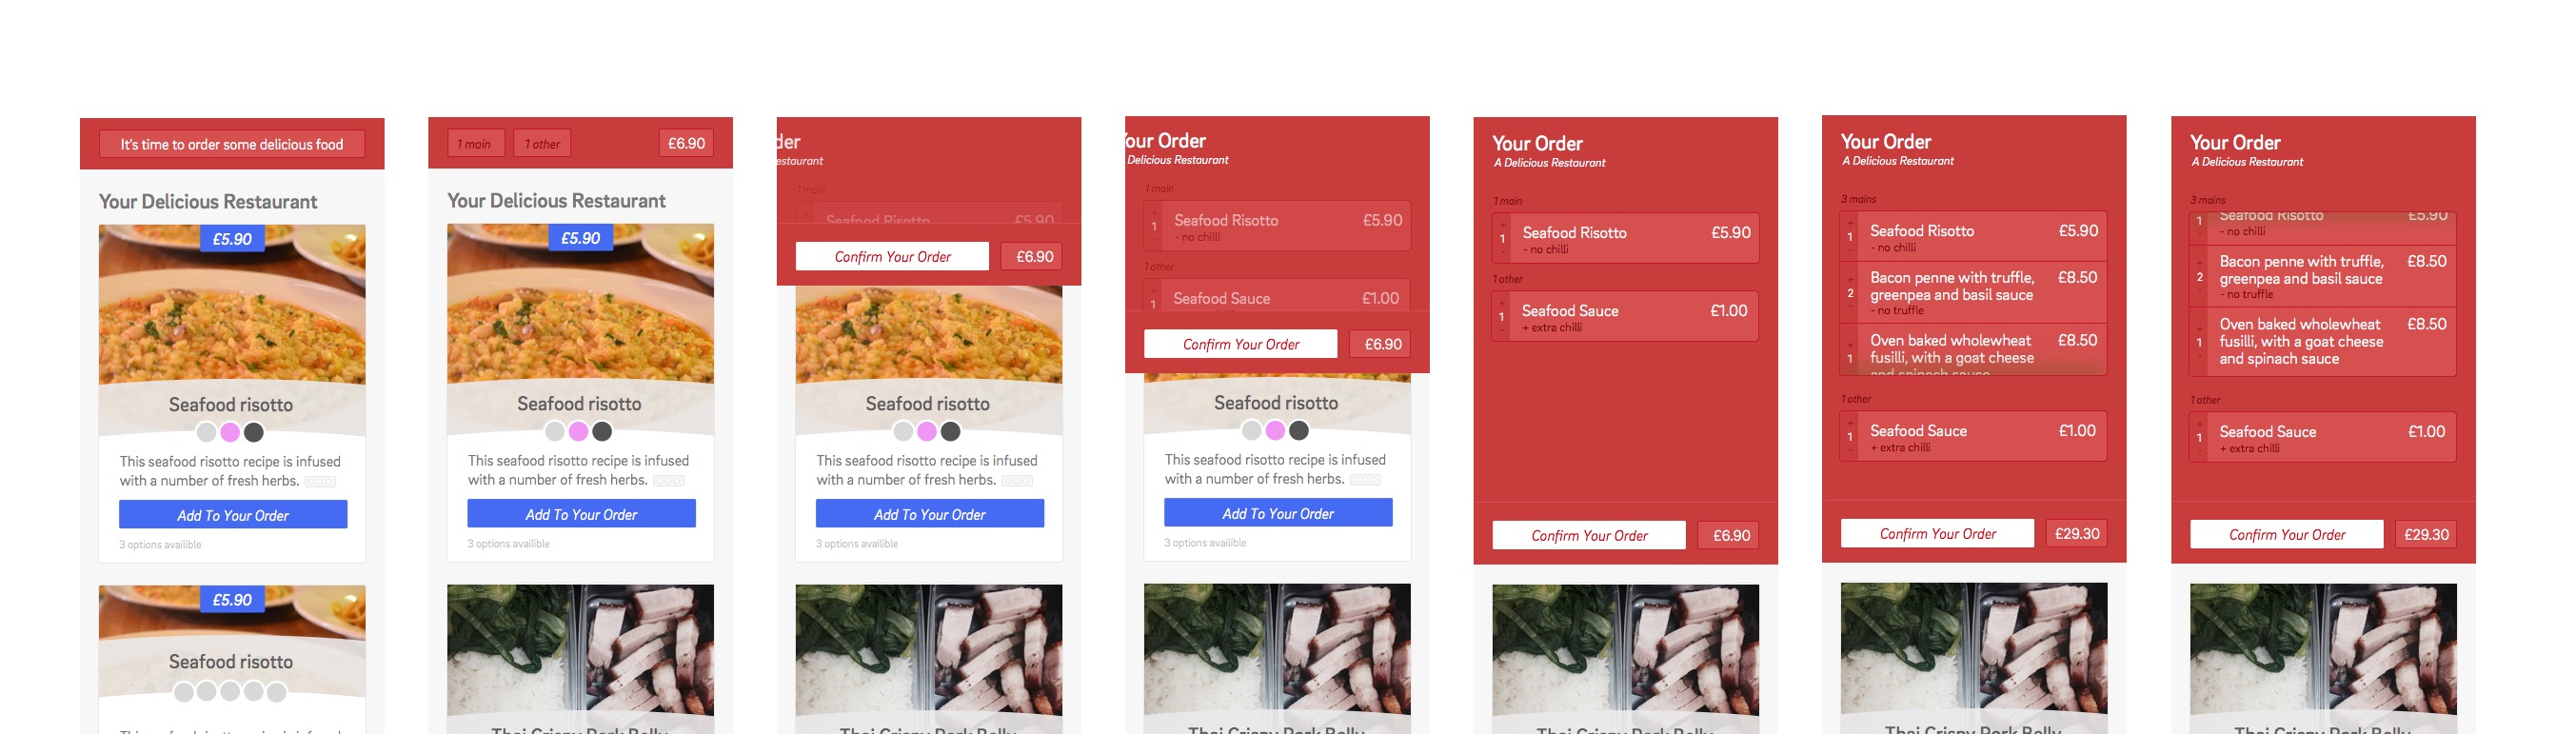 It's time to order some delicious food
Your Delicious Restaurant
£5.90
Seafood risotto
This seafood risotto recipe is infused
with a number of fresh herbs.
Add To Your Order
3 options availible
£5.90
Seafood risotto
1 main
1 other
£6.90
Your Delicious Restaurant
£5.90
Seafood risotto
This seafood risotto recipe is infused
with a number of fresh herbs.
Add To Your Order
3 options availible
Thai Crispy Pork Belly
der
estaurant
1 main
Seafood Risotto £5.90
Confirm Your Order £6.90
Seafood risotto
This seafood risotto recipe is infused
with a number of fresh herbs.
Add To Your Order
3 options availible
Thai Crispy Pork Belly
Your Order
Delicious Restaurant
1 main
+
1 Seafood Risotto £5.90
- - no chilli
1 other
+
1 Seafood Sauce £1.00
Confirm Your Order £6.90
Seafood risotto
This seafood risotto recipe is infused
with a number of fresh herbs.
Add To Your Order
3 options availible
Thai Crispy Pork Belly
Your Order
A Delicious Restaurant
1 main
+
1 Seafood Risotto £5.90
- - no chilli
1 other
+
1 Seafood Sauce £1.00
- + extra chilli
Confirm Your Order £6.90
Thai Crispy Pork Belly
Your Order
A Delicious Restaurant
3 mains
+
1 Seafood Risotto £5.90
- - no chilli
+
Bacon penne with truffle, £8.50
2 greenpea and basil sauce
- - no truffle
+
Oven baked wholewheat £8.50
1 fusilli, with a goat cheese
and spinach sauce
1 other
+
1 Seafood Sauce £1.00
- + extra chilli
Confirm Your Order £29.30
Thai Crispy Pork Belly
Your Order
A Delicious Restaurant
3 mains
1 Seafood Risotto £5.90
- - no chilli
+
Bacon penne with truffle, £8.50
2 greenpea and basil sauce
- - no truffle
+
Oven baked wholewheat £8.50
1 fusilli, with a goat cheese
- and spinach sauce
1 other
+
1 Seafood Sauce £1.00
- + extra chilli
Confirm Your Order £29.30
Thai Crispy Pork Belly